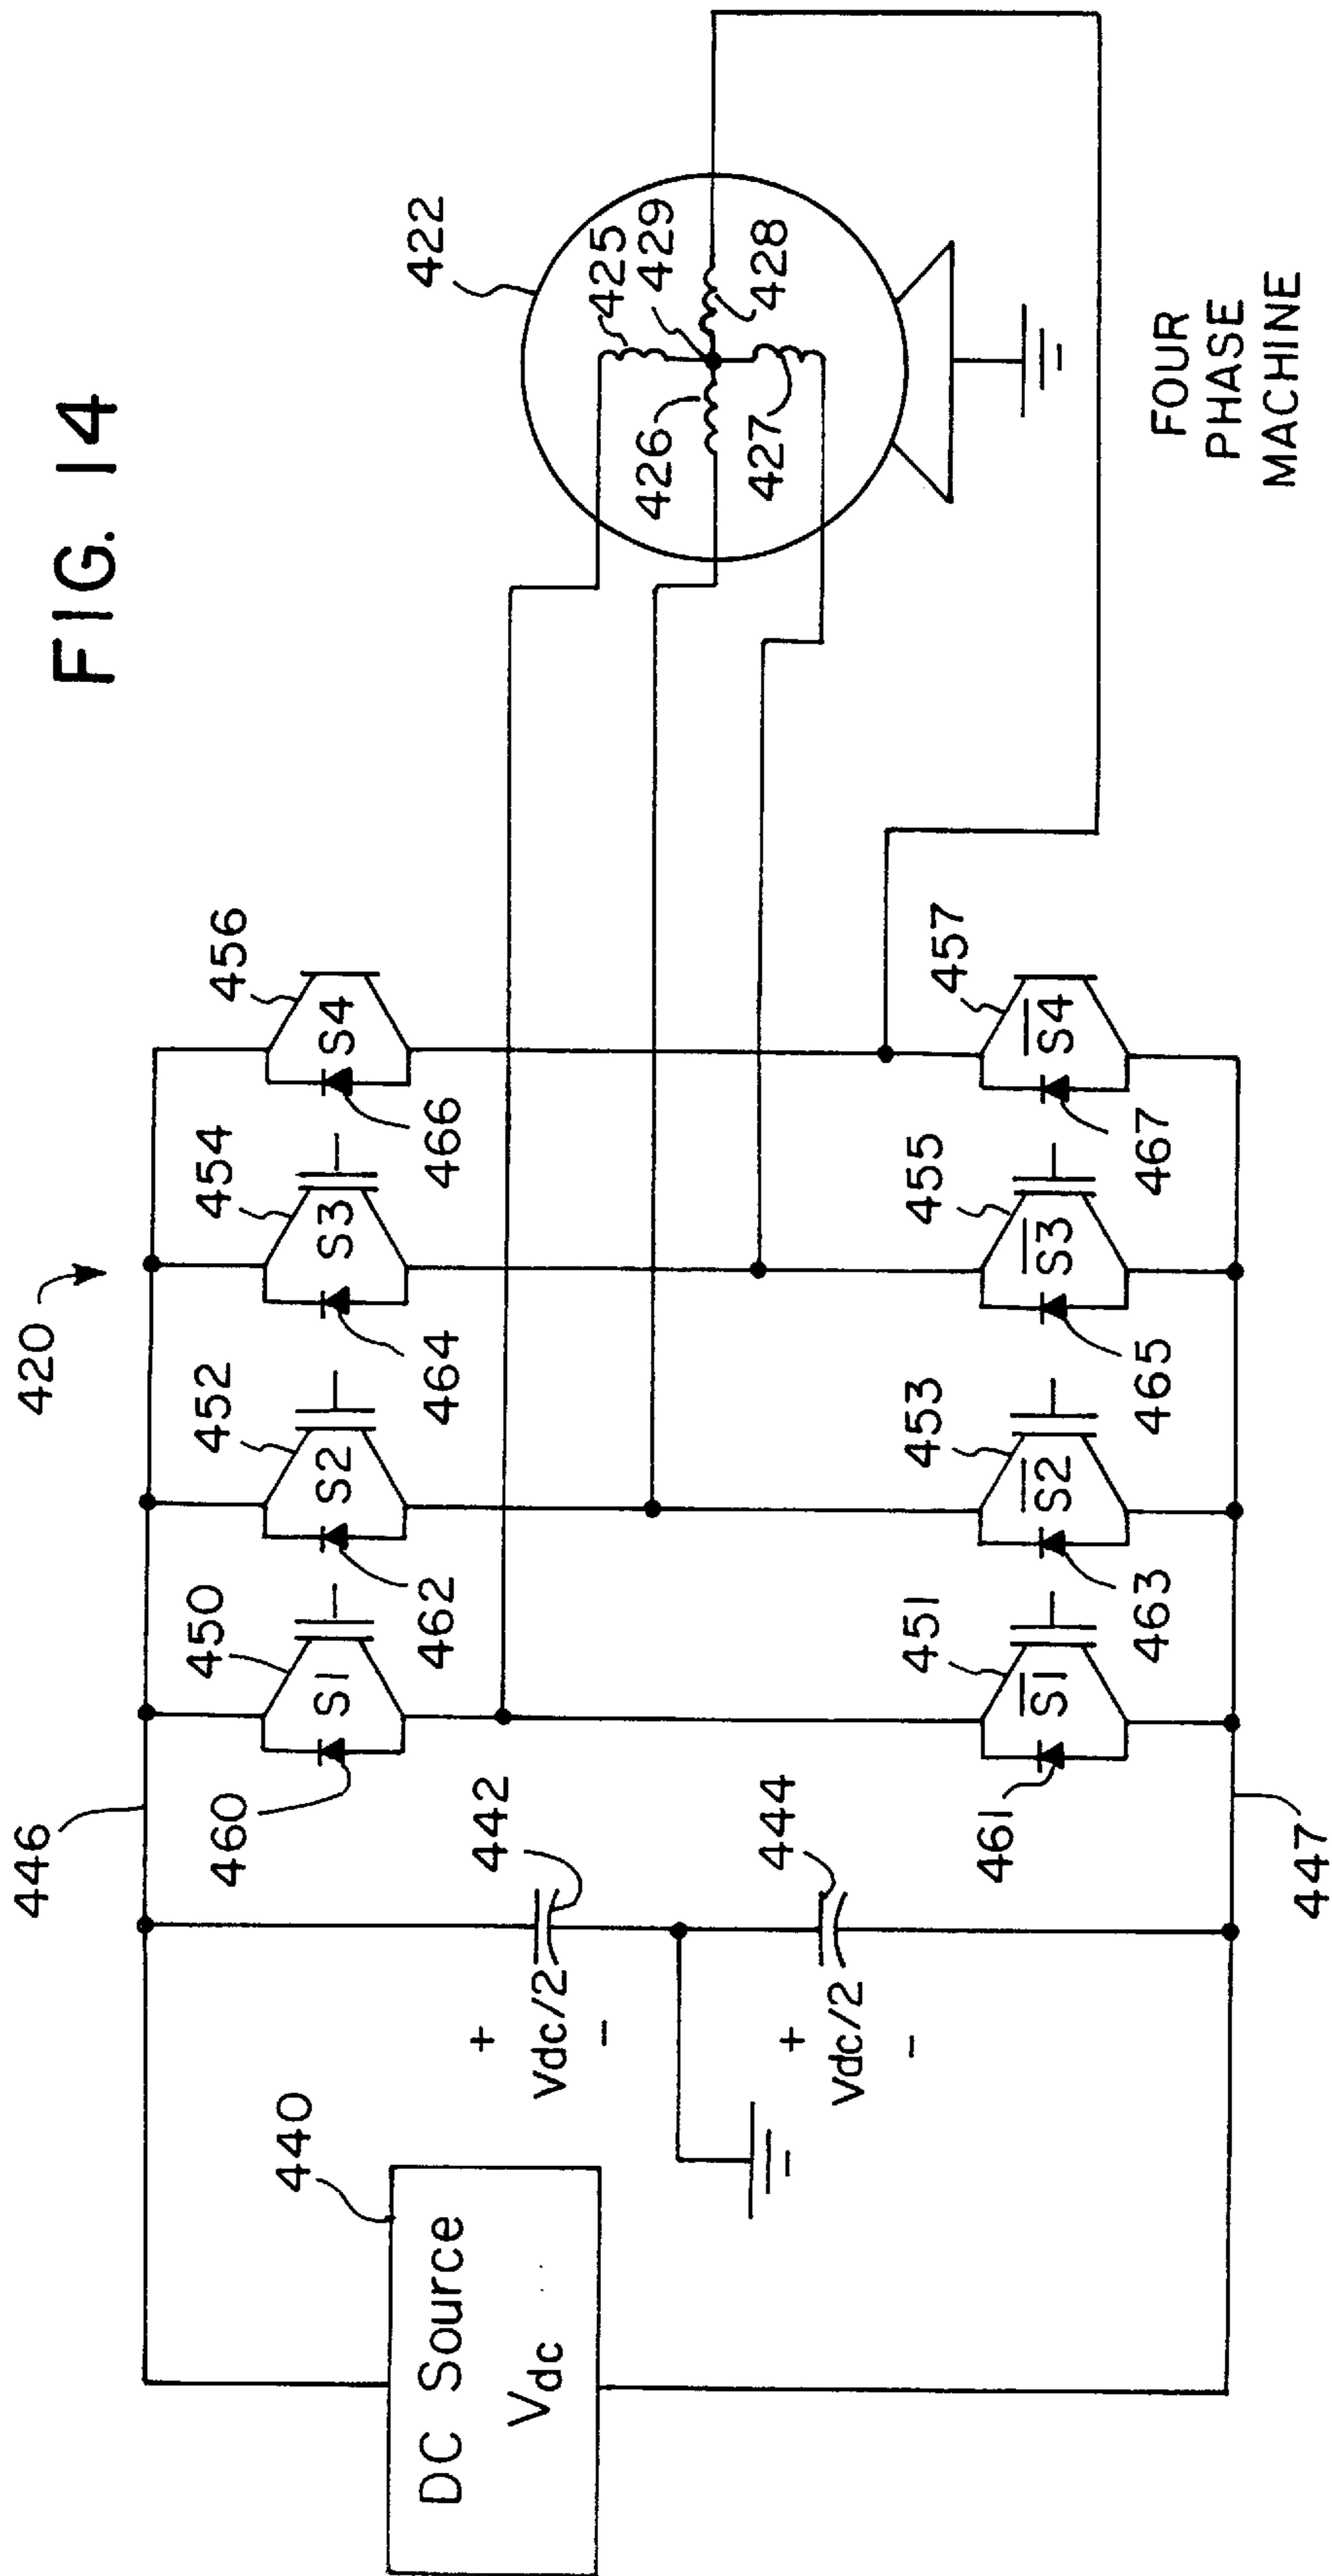 FIG. 14
420
422
446
450
452
454
456
460
S1
462
S2
464
S3
466
S4
425
429
426
427
428
440
DC Source
Vdc
442
+
Vdc/2
-
444
+
Vdc/2
-
451
453
455
457
461
S1
463
S2
465
S3
467
S4
447
FOUR
PHASE
MACHINE